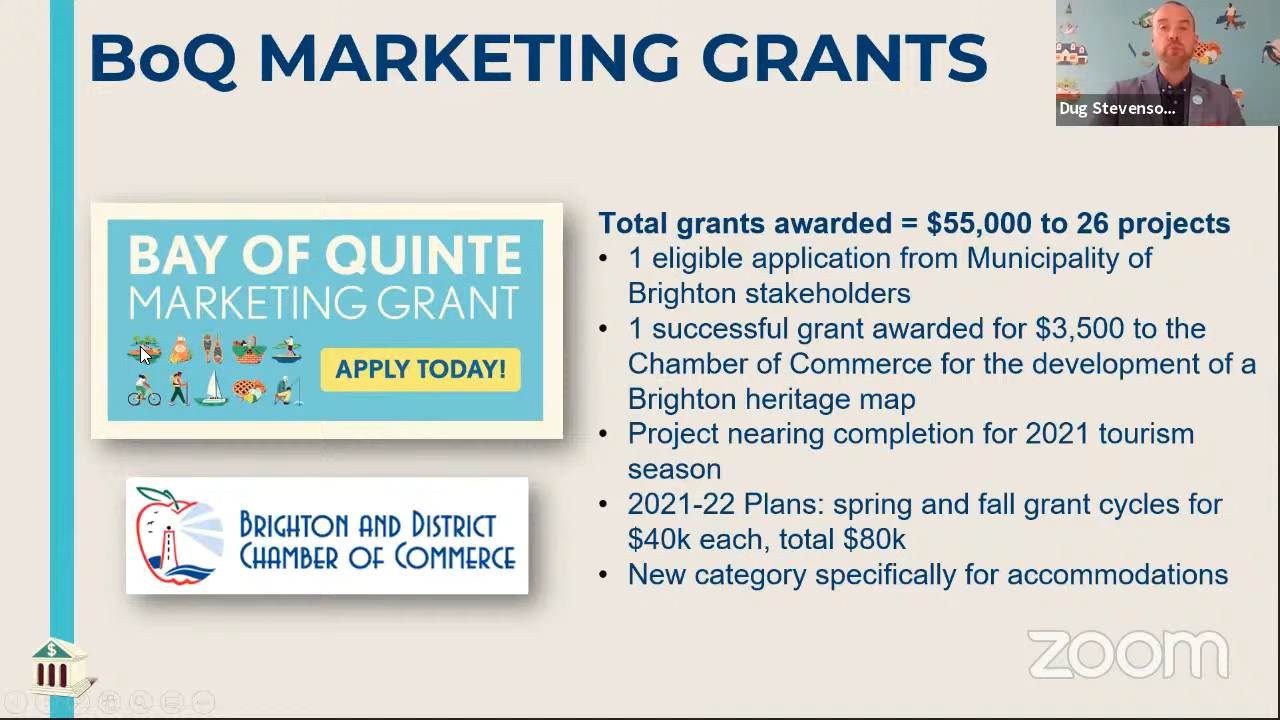 BoQ MARKETING GRANTS
Dug Stevenso...
BAY OF QUINTE
MARKETING GRANT
APPLY TODAY!
BRIGHTON AND DISTRICT
CHAMBER OF COMMERCE
Total grants awarded = $55,000 to 26 projects
• 1 eligible application from Municipality of
Brighton stakeholders
• 1 successful grant awarded for $3,500 to the
Chamber of Commerce for the development of a
Brighton heritage map
• Project nearing completion for 2021 tourism
season
• 2021-22 Plans: spring and fall grant cycles for
$40k each, total $80k
• New category specifically for accommodations
$
zoom